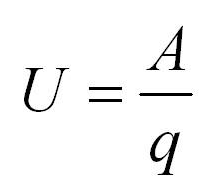 U = A/q